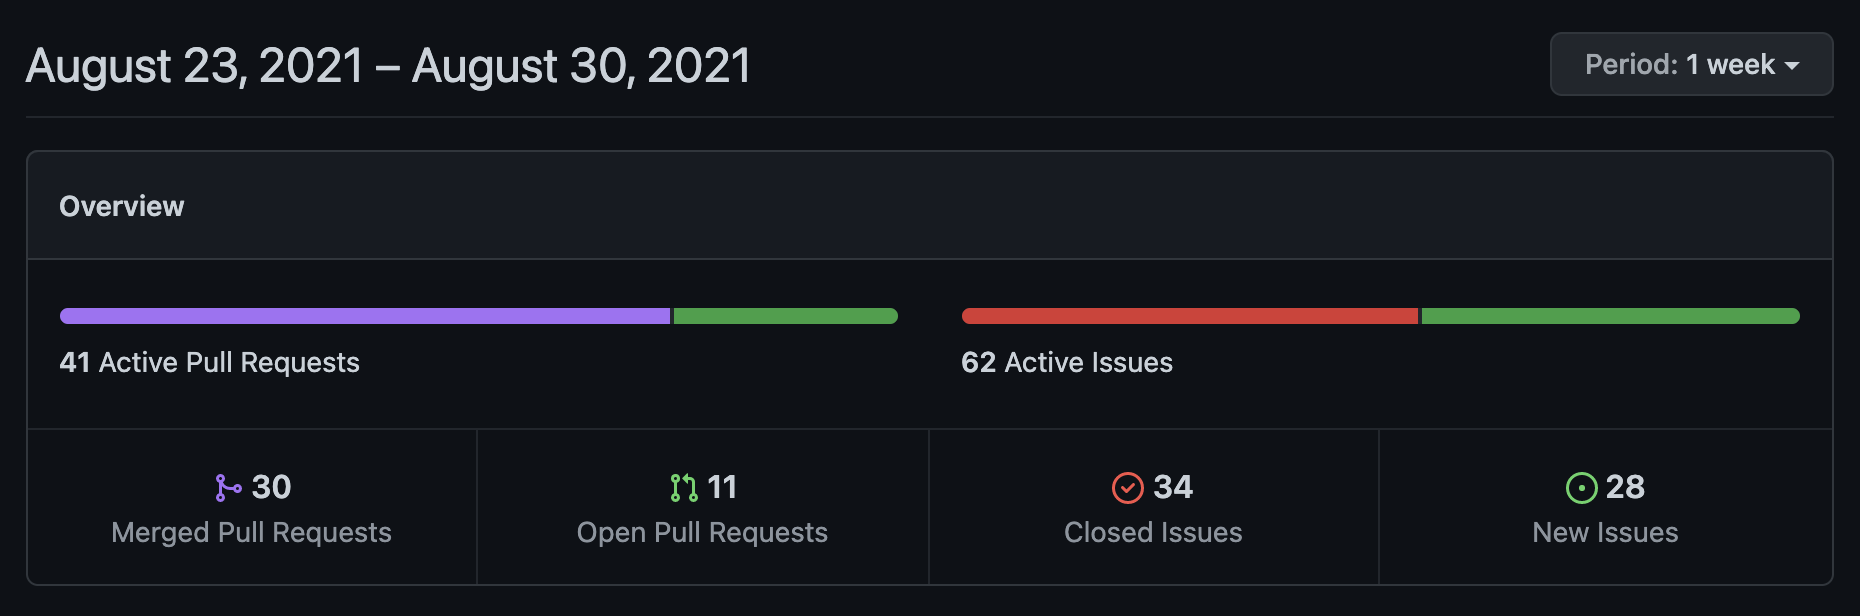 August 23, 2021 – August 30, 2021
Period: 1 week
Overview
41 Active Pull Requests
62 Active Issues
30
Merged Pull Requests
11
Open Pull Requests
34
Closed Issues
28
New Issues